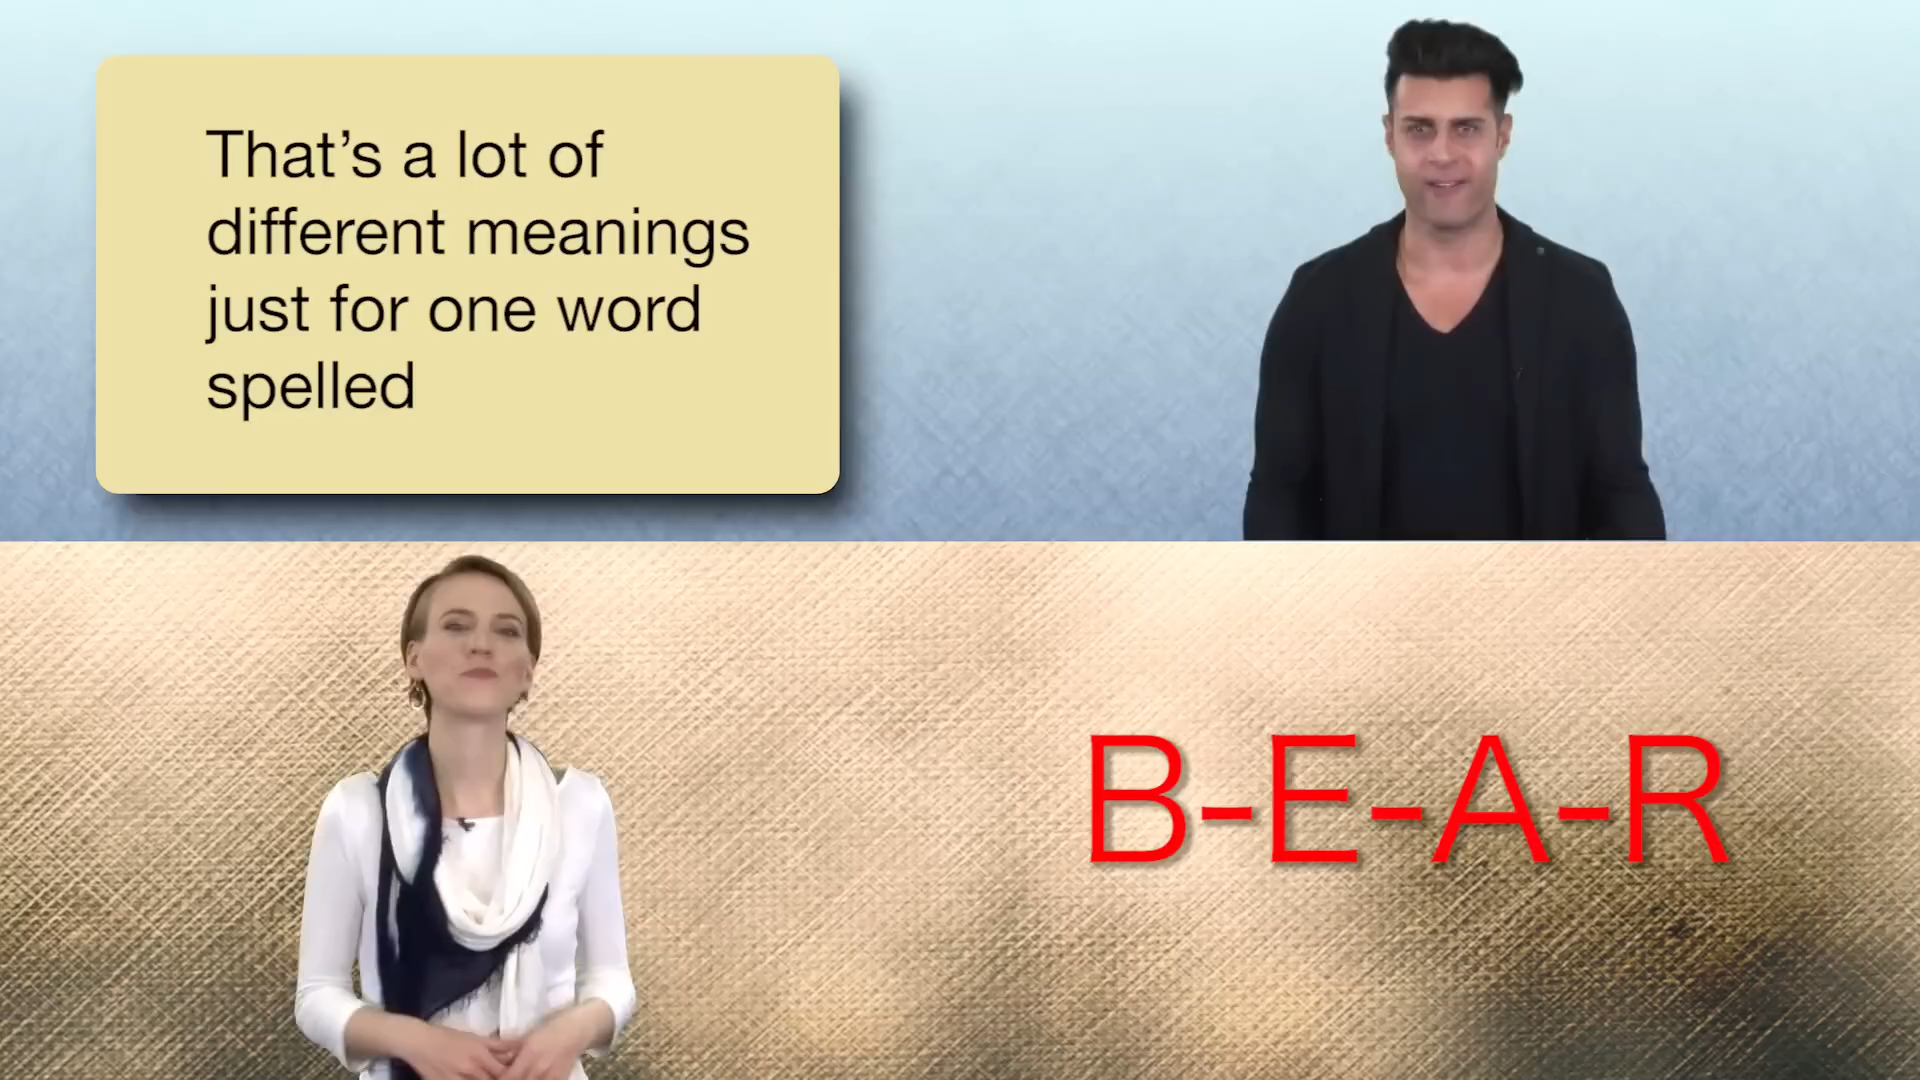 That’s a lot of
different meanings
just for one word
spelled
B-E-A-R